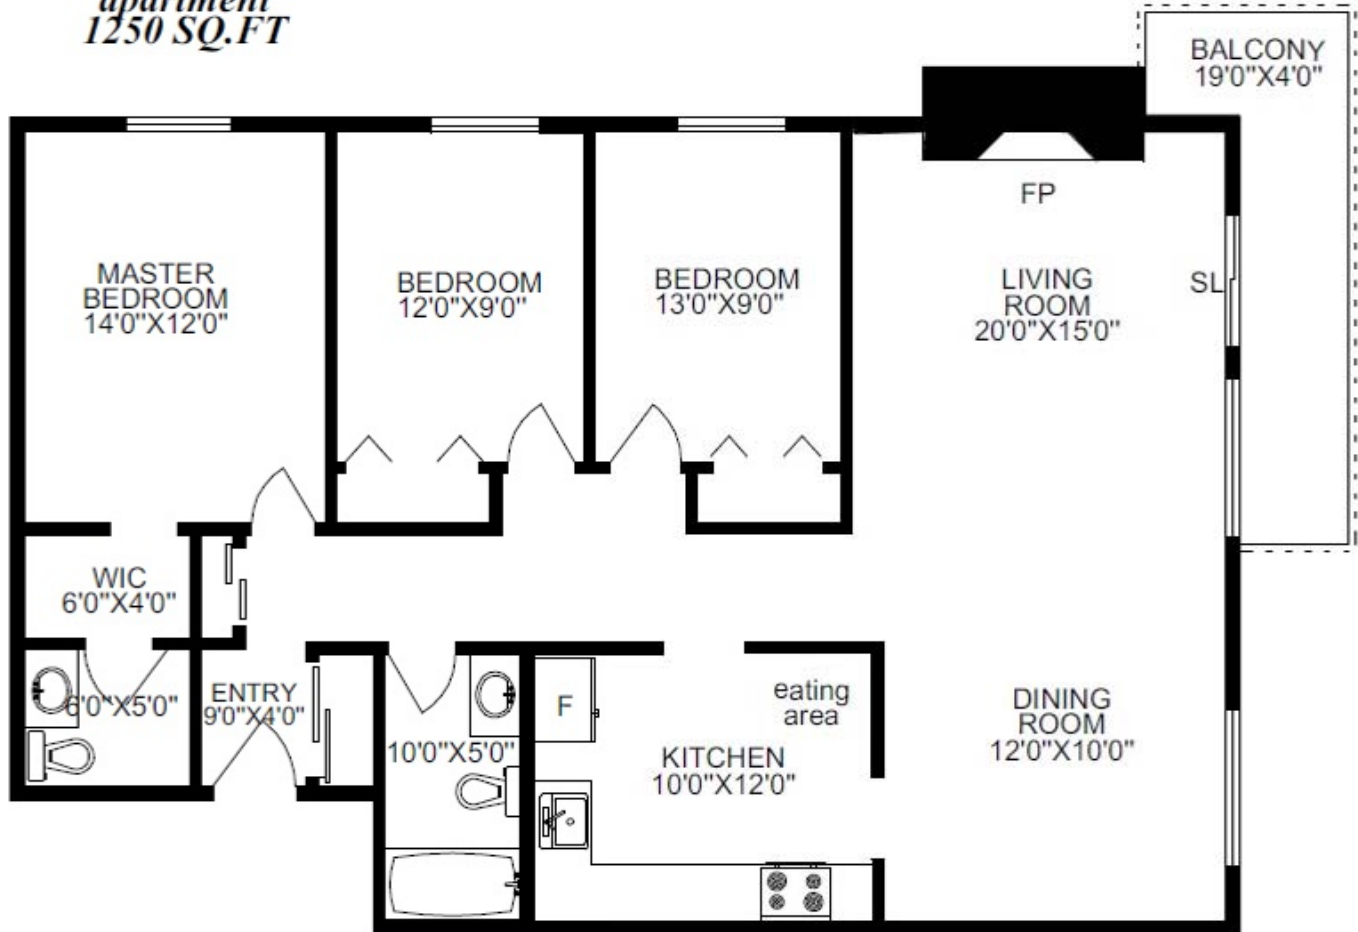 apartment
1250 SQ.FT
BALCONY
19'0"X4'0"
FP
MASTER
BEDROOM
14'0"X12'0"
BEDROOM
12'0"X9'0"
BEDROOM
13'0"X9'0"
LIVING
ROOM
20'0"X15'0"
SL
WIC
6'0"X4'0"
6'0"X5'0"
ENTRY
9'0"X4'0"
10'0"X5'0"
F
eating
area
KITCHEN
10'0"X12'0"
DINING
ROOM
12'0"X10'0"